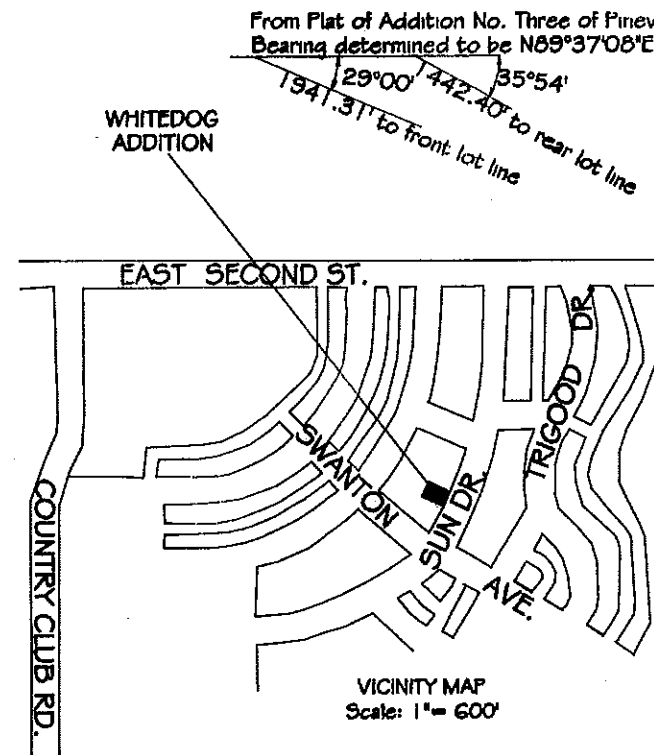 From Plat of Addition No. Three of
Bearing determined to be N89°37'08"E
29°00'
35°54'
1941.31' to front lot line
1442.40' to rear lot line
WHITEDOG
ADDITION
EAST SECOND ST.
SWANTON
AVE.
SUN DR.
TRIGOOD
DR.
COUNTRY CLUB RD.
VICINITY MAP
Scale: 1"= 600'